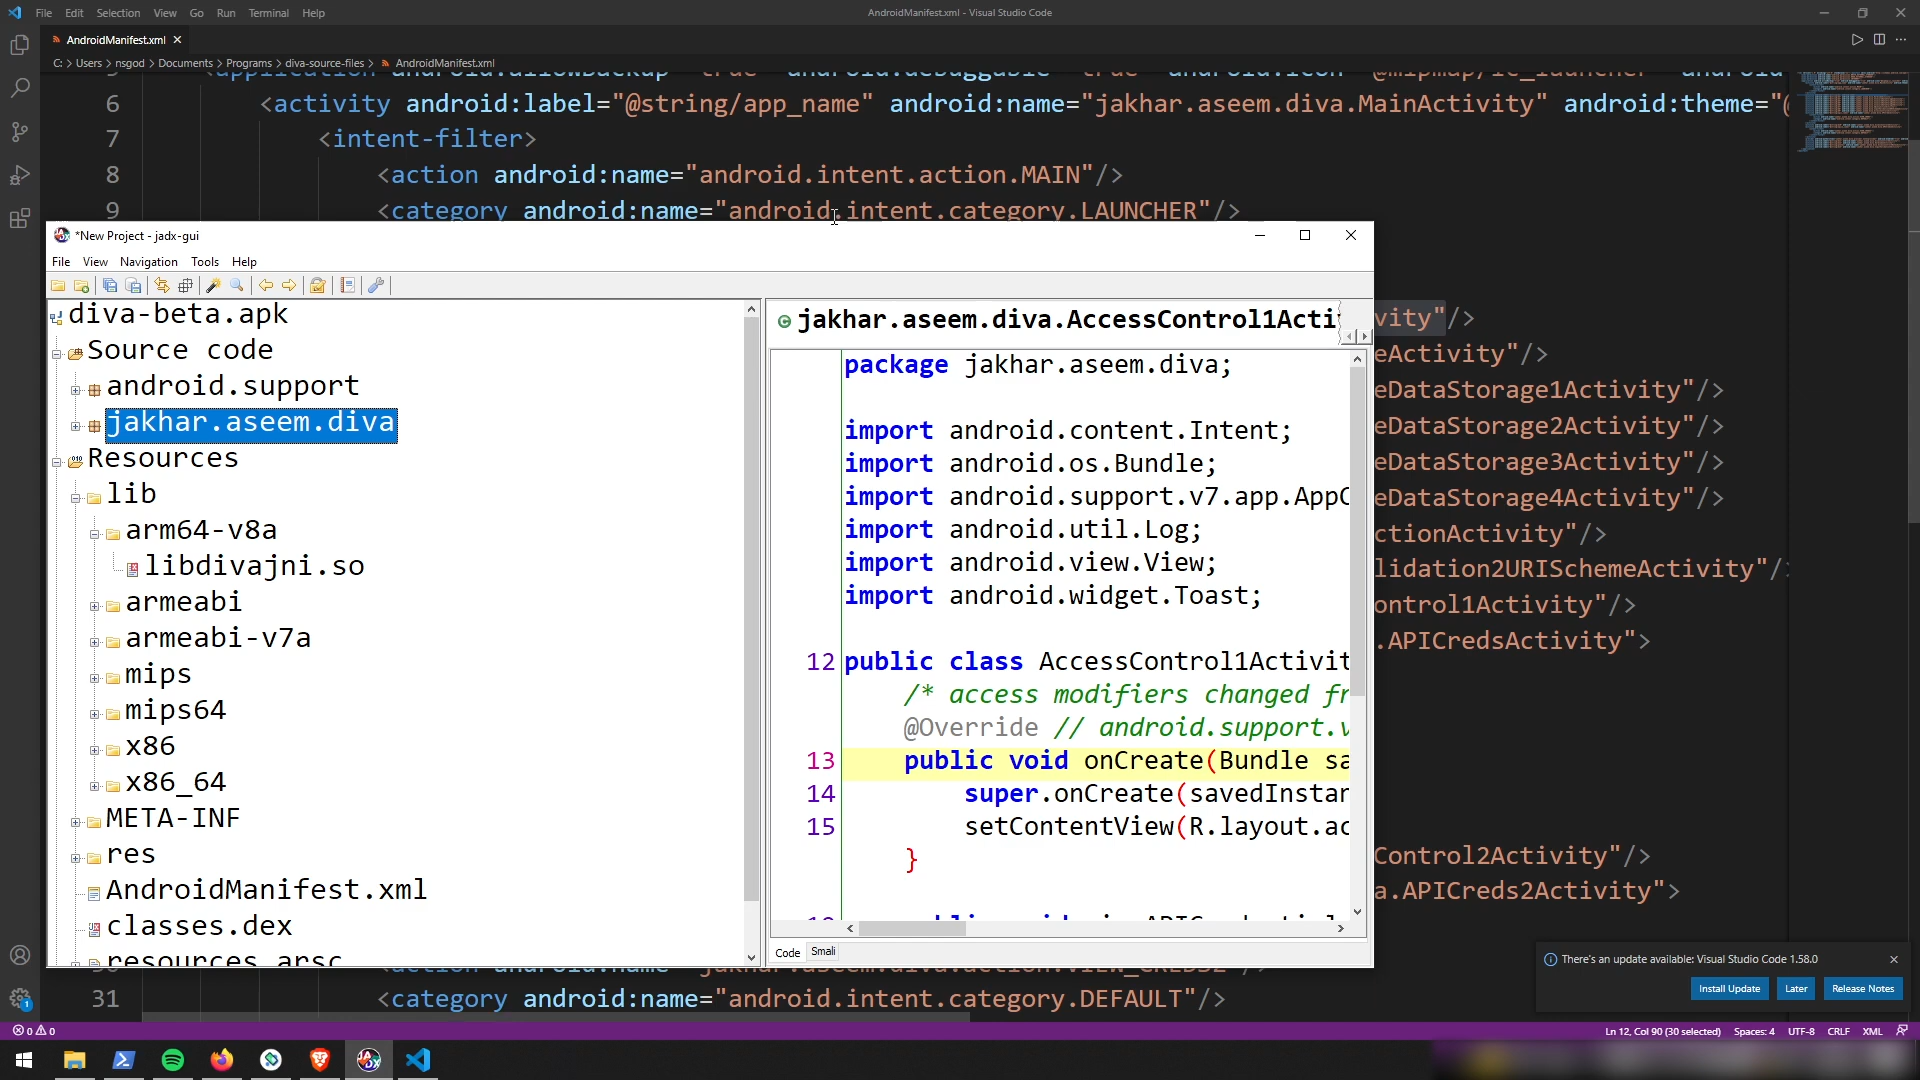 File Edit Selection View Go Run Terminal Help
AndroidManifest.xml - Visual Studio Code
AndroidManifest.xml
C: > Users > nsgod > Documents > Programs > diva-source-files > AndroidManifest.xml
6 <activity android:label="@string/app_name" android:name="jakhar.aseem.diva.MainActivity" android:theme="@
7 <intent-filter>
8 <action android:name="android.intent.action.MAIN"/>
9 <category android:name="android.intent.category.LAUNCHER"/>
*New Project - jadx-gui
File View Navigation Tools Help
diva-beta.apk
Source code
android.support
jakhar.aseem.diva
Resources
lib
arm64-v8a
libdivajni.so
armeabi
armeabi-v7a
mips
mips64
x86
x86_64
META-INF
res
AndroidManifest.xml
classes.dex
resources.arsc
jakhar.aseem.diva.AccessControl1Acti
package jakhar.aseem.diva;
import android.content.Intent;
import android.os.Bundle;
import android.support.v7.app.AppC
import android.util.Log;
import android.view.View;
import android.widget.Toast;
12 public class AccessControl1Activit
/* access modifiers changed fr
@Override // android.support.v
13 public void onCreate(Bundle sa
14 super.onCreate(savedInstan
15 setContentView(R.layout.ac
}
Code Smali
vity"/>
eActivity"/>
eDataStorage1Activity"/>
eDataStorage2Activity"/>
eDataStorage3Activity"/>
eDataStorage4Activity"/>
ctionActivity"/>
lidation2URISchemeActivity"/>
ontrol1Activity"/>
.APICredsActivity">
Control2Activity"/>
a.APICreds2Activity">
31 <category android:name="android.intent.category.DEFAULT"/>
There's an update available: Visual Studio Code 1.58.0
Install Update Later Release Notes
0 0
Ln 12, Col 90 (30 selected) Spaces: 4 UTF-8 CRLF XML